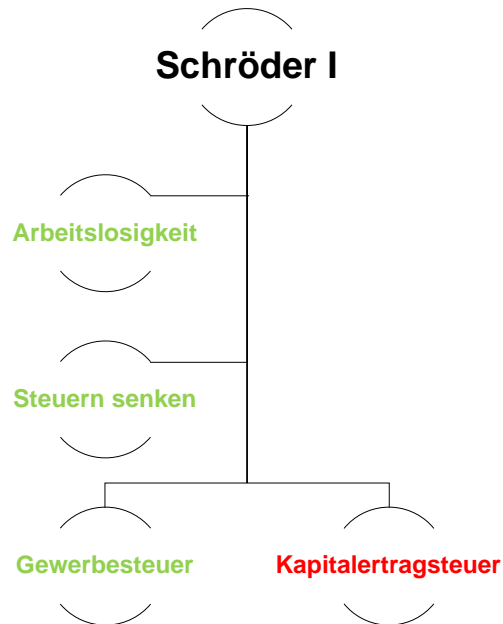 Schröder I
Arbeitslosigkeit
Steuern senken
Gewerbesteuer
Kapitalertragsteuer